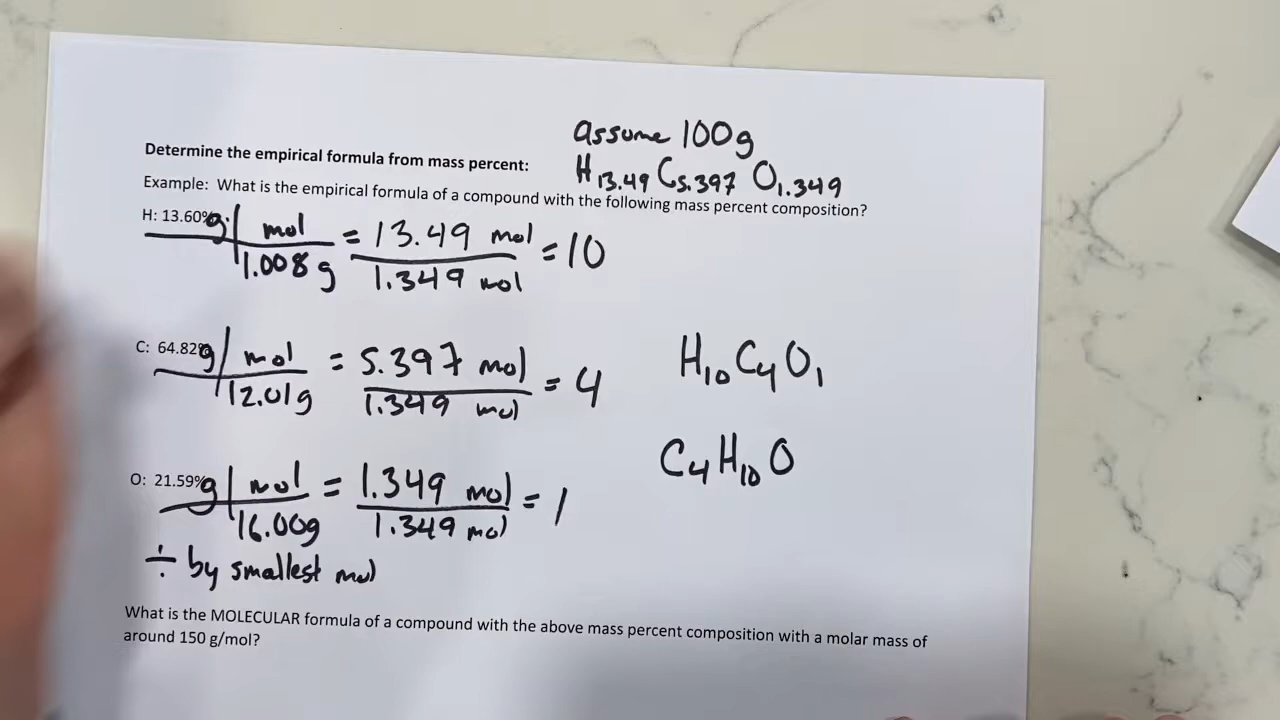 assume 100g
Determine the empirical formula from mass percent:
H13.49 C5.397 O1.349
Example: What is the empirical formula of a compound with the following mass percent composition?
H: 13.60% g | mol / 1.008 g = 13.49 mol / 1.349 mol = 10
C: 64.82% g | mol / 12.01g = 5.397 mol / 1.349 mol = 4
H10C4O1
C4H10O
O: 21.59% g | mol / 16.00g = 1.349 mol / 1.349 mol = 1
÷ by smallest mol
What is the MOLECULAR formula of a compound with the above mass percent composition with a molar mass of
around 150 g/mol?